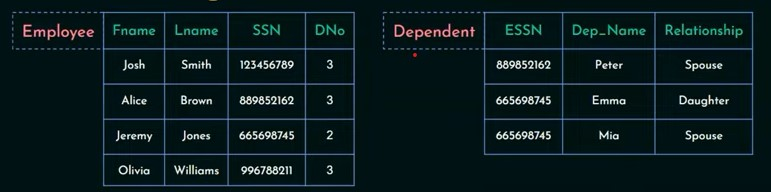 Employee Fname Lname SSN DNo
Josh Smith 123456789 3
Alice Brown 889852162 3
Jeremy Jones 665698745 2
Olivia Williams 996788211 3
Dependent ESSN Dep_Name Relationship
889852162 Peter Spouse
665698745 Emma Daughter
665698745 Mia Spouse